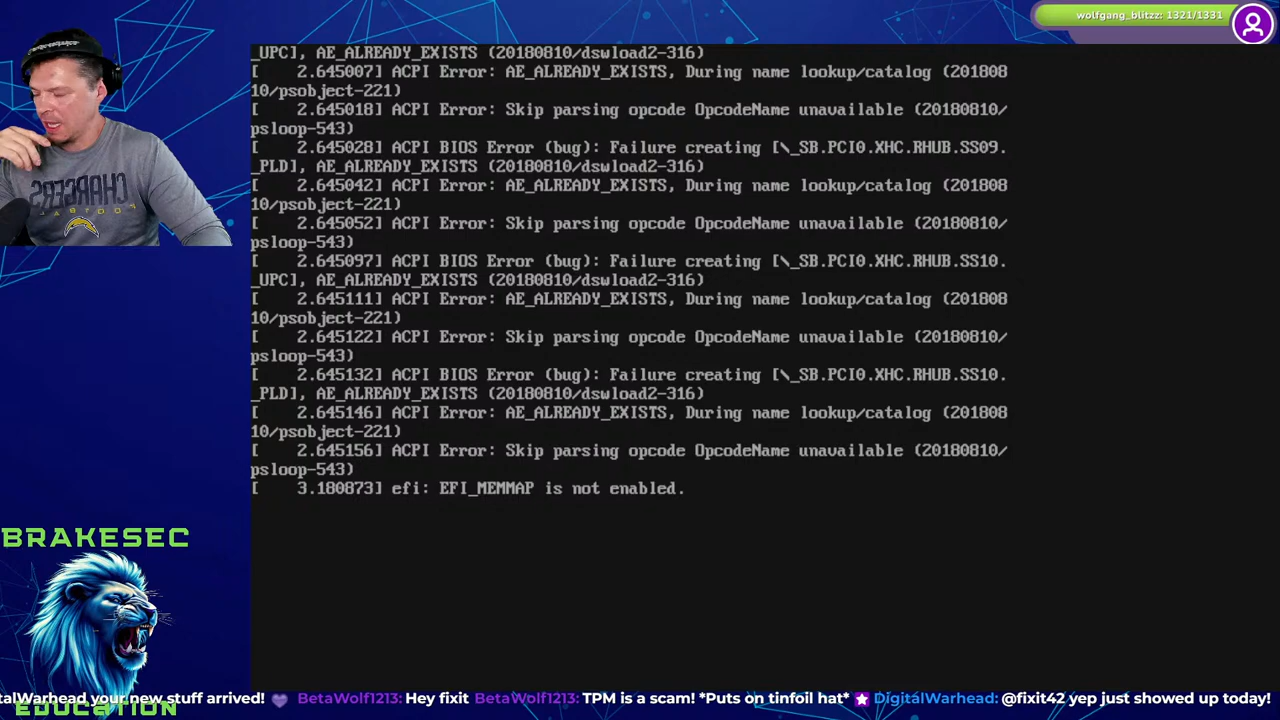 wolfgang_blitzz: 1321/1331
_UPC], AE_ALREADY_EXISTS (20180810/dswload2-316)
[    2.645007] ACPI Error: AE_ALREADY_EXISTS, During name lookup/catalog (201808
10/psobject-221)
[    2.645018] ACPI Error: Skip parsing opcode OpcodeName unavailable (20180810/
psloop-543)
[    2.645028] ACPI BIOS Error (bug): Failure creating [\_SB.PCI0.XHC.RHUB.SS09.
_PLD], AE_ALREADY_EXISTS (20180810/dswload2-316)
[    2.645042] ACPI Error: AE_ALREADY_EXISTS, During name lookup/catalog (201808
10/psobject-221)
[    2.645052] ACPI Error: Skip parsing opcode OpcodeName unavailable (20180810/
psloop-543)
[    2.645097] ACPI BIOS Error (bug): Failure creating [\_SB.PCI0.XHC.RHUB.SS10.
_UPC], AE_ALREADY_EXISTS (20180810/dswload2-316)
[    2.645111] ACPI Error: AE_ALREADY_EXISTS, During name lookup/catalog (201808
10/psobject-221)
[    2.645122] ACPI Error: Skip parsing opcode OpcodeName unavailable (20180810/
psloop-543)
[    2.645132] ACPI BIOS Error (bug): Failure creating [\_SB.PCI0.XHC.RHUB.SS10.
_PLD], AE_ALREADY_EXISTS (20180810/dswload2-316)
[    2.645146] ACPI Error: AE_ALREADY_EXISTS, During name lookup/catalog (201808
10/psobject-221)
[    2.645156] ACPI Error: Skip parsing opcode OpcodeName unavailable (20180810/
psloop-543)
[    3.180873] efi: EFI_MEMMAP is not enabled.
CHARGERS
FOOTBALL
BRAKESEC
EDUCATION
talWarhead your new stuff arrived! BetaWolf1213: Hey fixit BetaWolf1213: TPM is a scam! *Puts on tinfoil hat* DigitálWarhead: @fixit42 yep just showed up today!